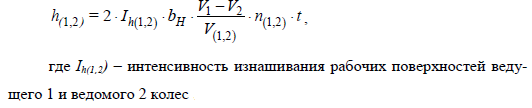 h(1,2) = 2 · Ih(1,2) · bH · (V1 – V2)/V(1,2) · n(1,2) · t ,
где Ih(1,2) – интенсивность изнашивания рабочих поверхностей веду-
щего 1 и ведомого 2 колес